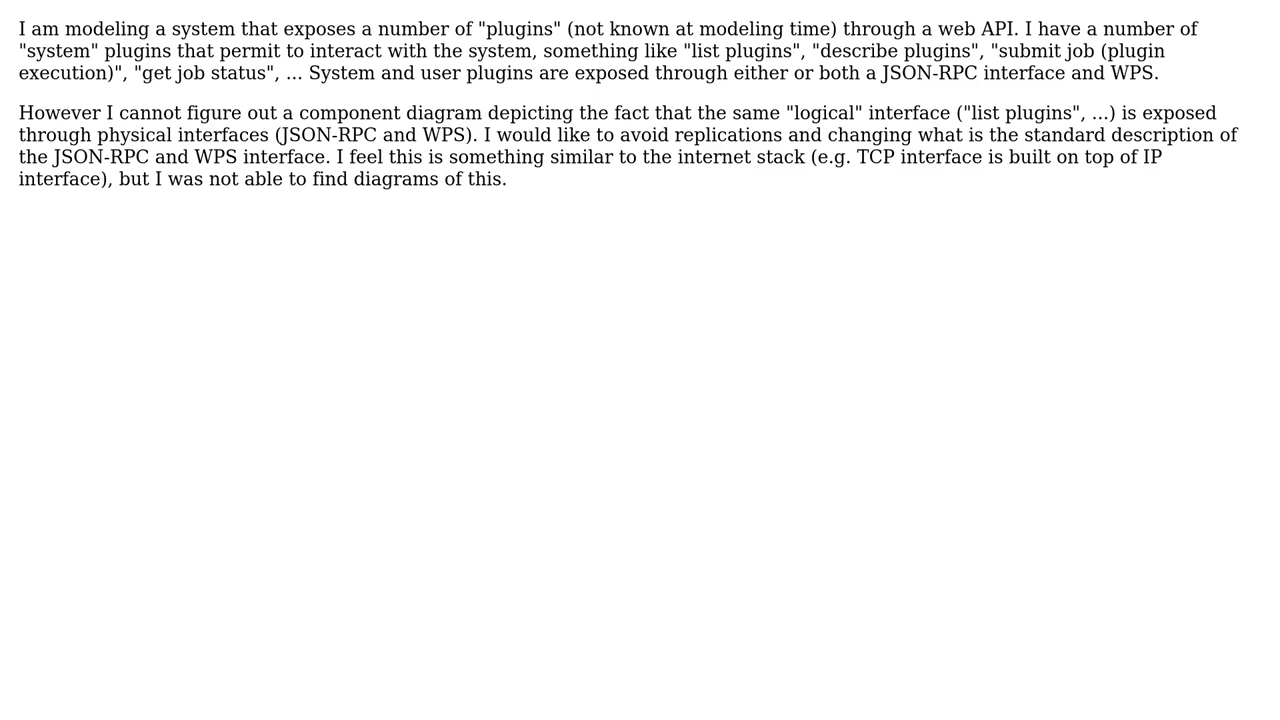 I am modeling a system that exposes a number of "plugins" (not known at modeling time) through a web API. I have a number of
"system" plugins that permit to interact with the system, something like "list plugins", "describe plugins", "submit job (plugin
execution)", "get job status", ... System and user plugins are exposed through either or both a JSON-RPC interface and WPS.
However I cannot figure out a component diagram depicting the fact that the same "logical" interface ("list plugins", ...) is exposed
through physical interfaces (JSON-RPC and WPS). I would like to avoid replications and changing what is the standard description of
the JSON-RPC and WPS interface. I feel this is something similar to the internet stack (e.g. TCP interface is built on top of IP
interface), but I was not able to find diagrams of this.